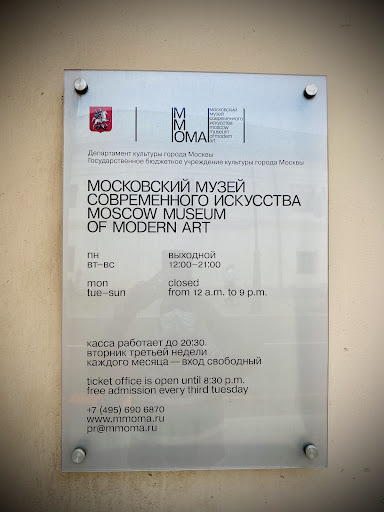 M
M
OMA
московский
музей
современного
искусства
moscow
museum
of modern
art
Департамент культуры города Москвы
Государственное бюджетное учреждение культуры города Москвы
МОСКОВСКИЙ МУЗЕЙ
СОВРЕМЕННОГО ИСКУССТВА
MOSCOW MUSEUM
OF MODERN ART
пн выходной
вт–вс 12:00–21:00
mon closed
tue–sun from 12 a.m. to 9 p.m.
касса работает до 20:30.
вторник третьей недели
каждого месяца — вход свободный
ticket office is open until 8:30 p.m.
free admission every third tuesday
+7 (495) 690 6870
www.mmoma.ru
pr@mmoma.ru